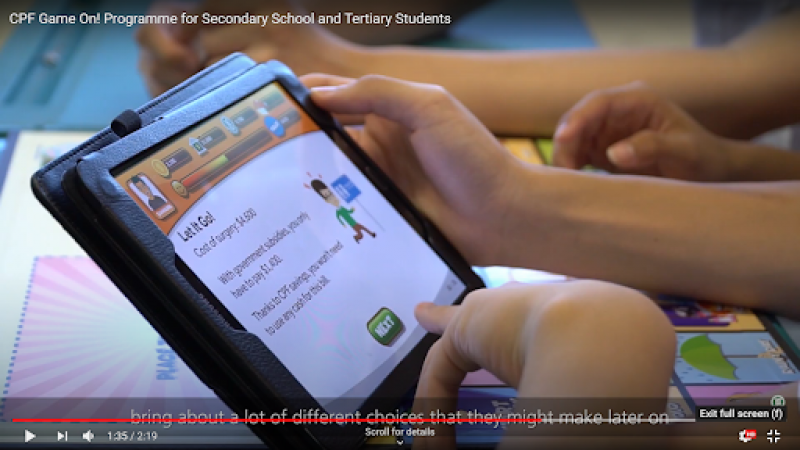 CPF Game On! Programme for Secondary School and Tertiary Students
Let It Go!
Cost of surgery: $4,600
With government subsidies, you only
have to pay $1,400.
Thanks to CPF savings, you won't need
to use any cash for this bill.
NEXT
bring about a lot of different choices that they might make later on
Exit full screen (f)
1:35 / 2:19
Scroll for details